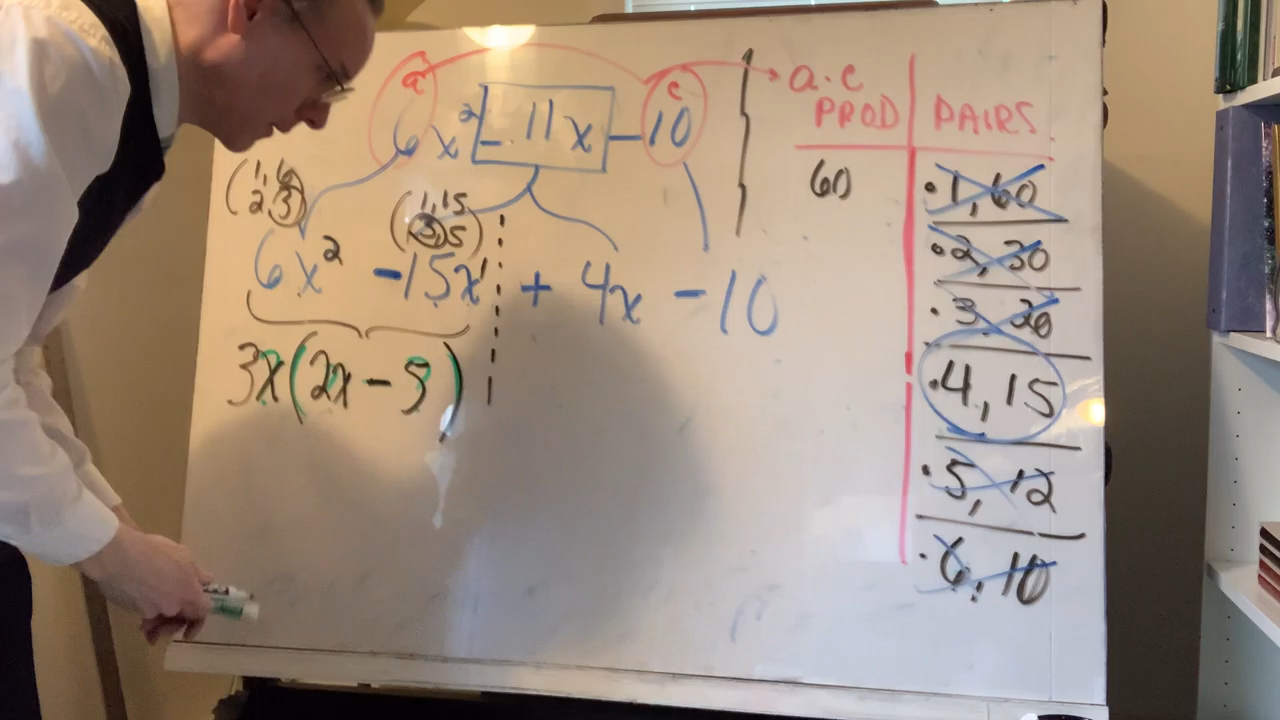 a c
6x² - 11x - 10
(1,6
2,3)
(1,15
3,5)
6x² - 15x + 4x - 10
3x(2x - 5)
a·c
PROD PAIRS
60
·1,60
·2,30
·3,20
·4,15
·5,12
·6,10